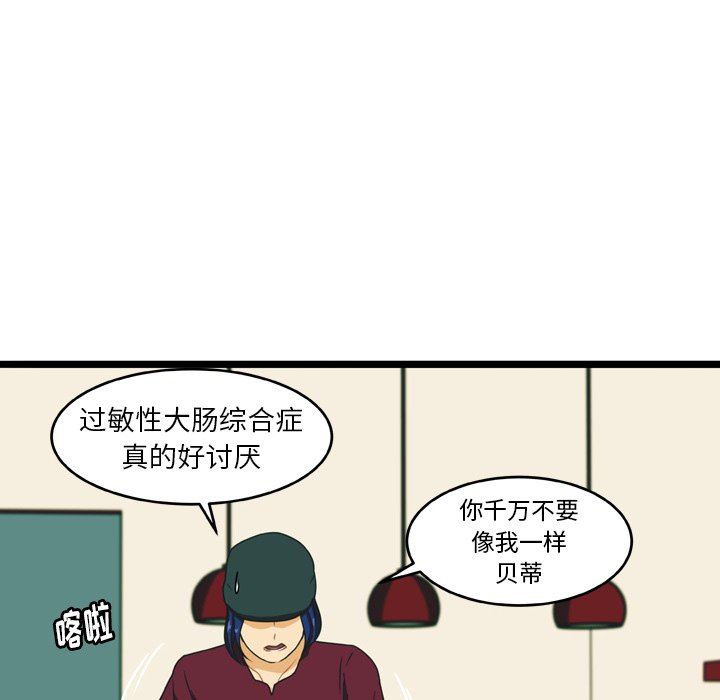 过敏性大肠综合症
真的好讨厌
你千万不要
像我一样
贝蒂
喀啦